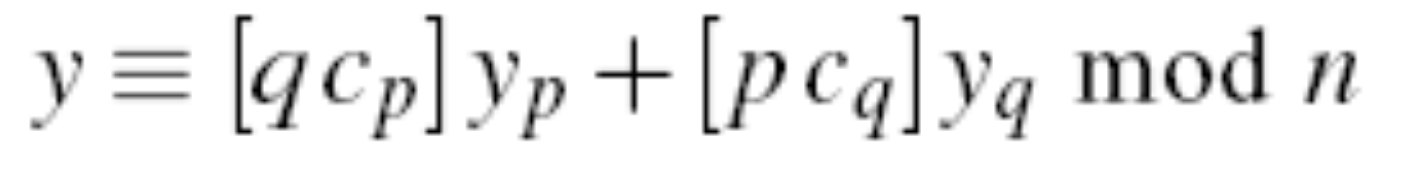 y ≡ [q c_p] y_p + [p c_q] y_q mod n